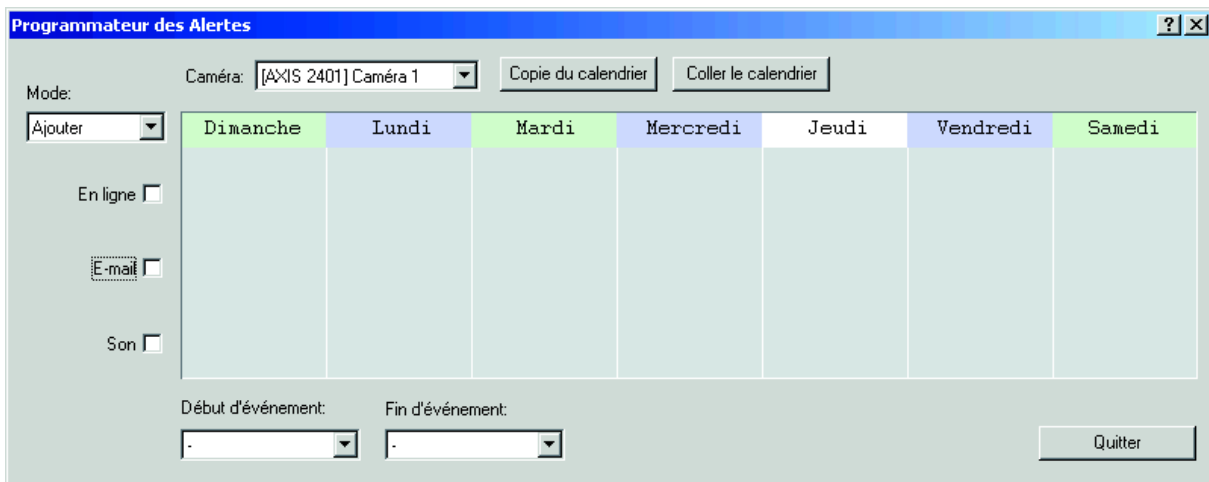 Programmateur des Alertes
Caméra: [AXIS 2401] Caméra 1 Copie du calendrier Coller le calendrier
Mode:
Ajouter
Dimanche Lundi Mardi Mercredi Jeudi Vendredi Samedi
En ligne
E-mail
Son
Début d'événement: Fin d'événement:
- -
Quitter